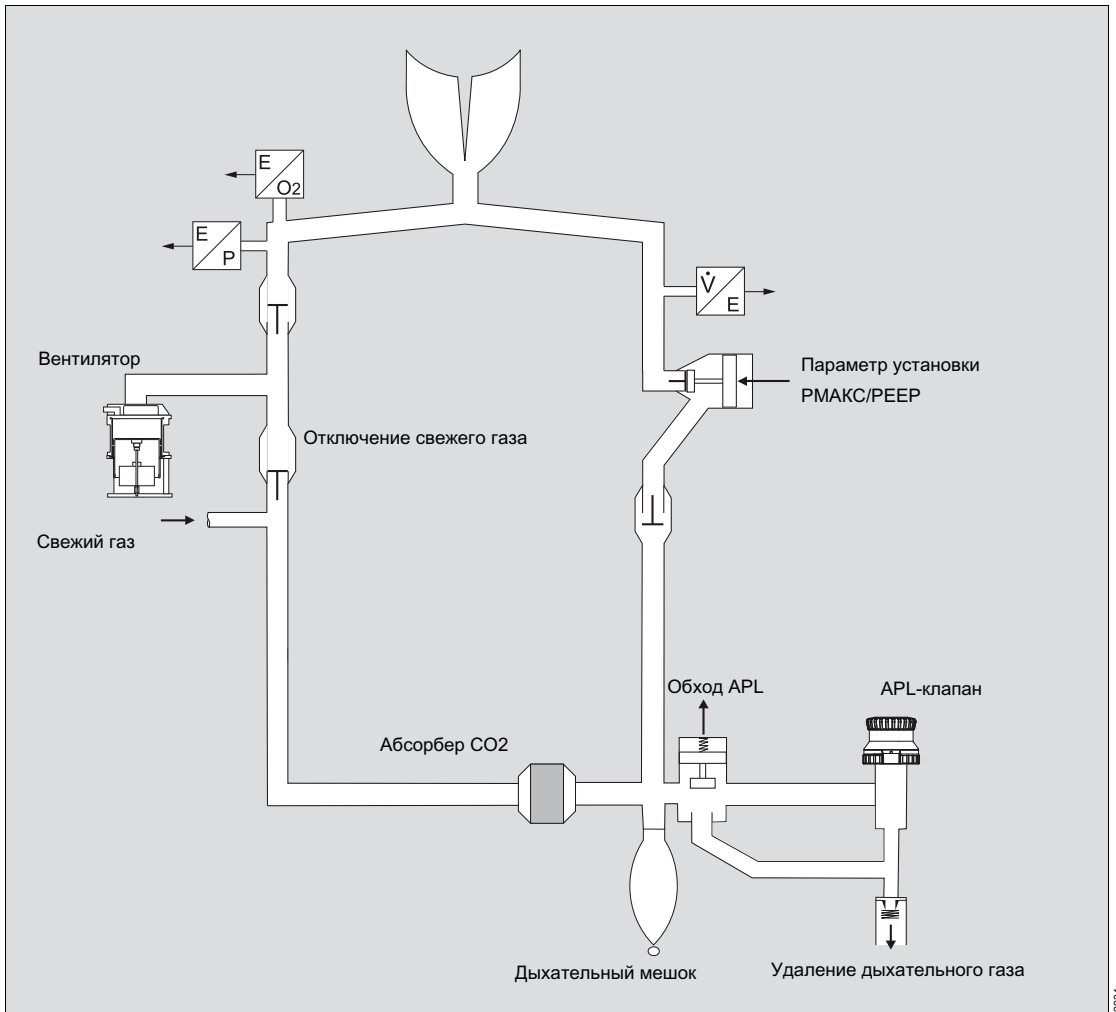 E
O2
E
P
V̇
E
Вентилятор
Параметр установки
PМАКС/PEEP
Отключение свежего газа
Свежий газ
Обход APL
APL-клапан
Абсорбер CO2
Дыхательный мешок
Удаление дыхательного газа